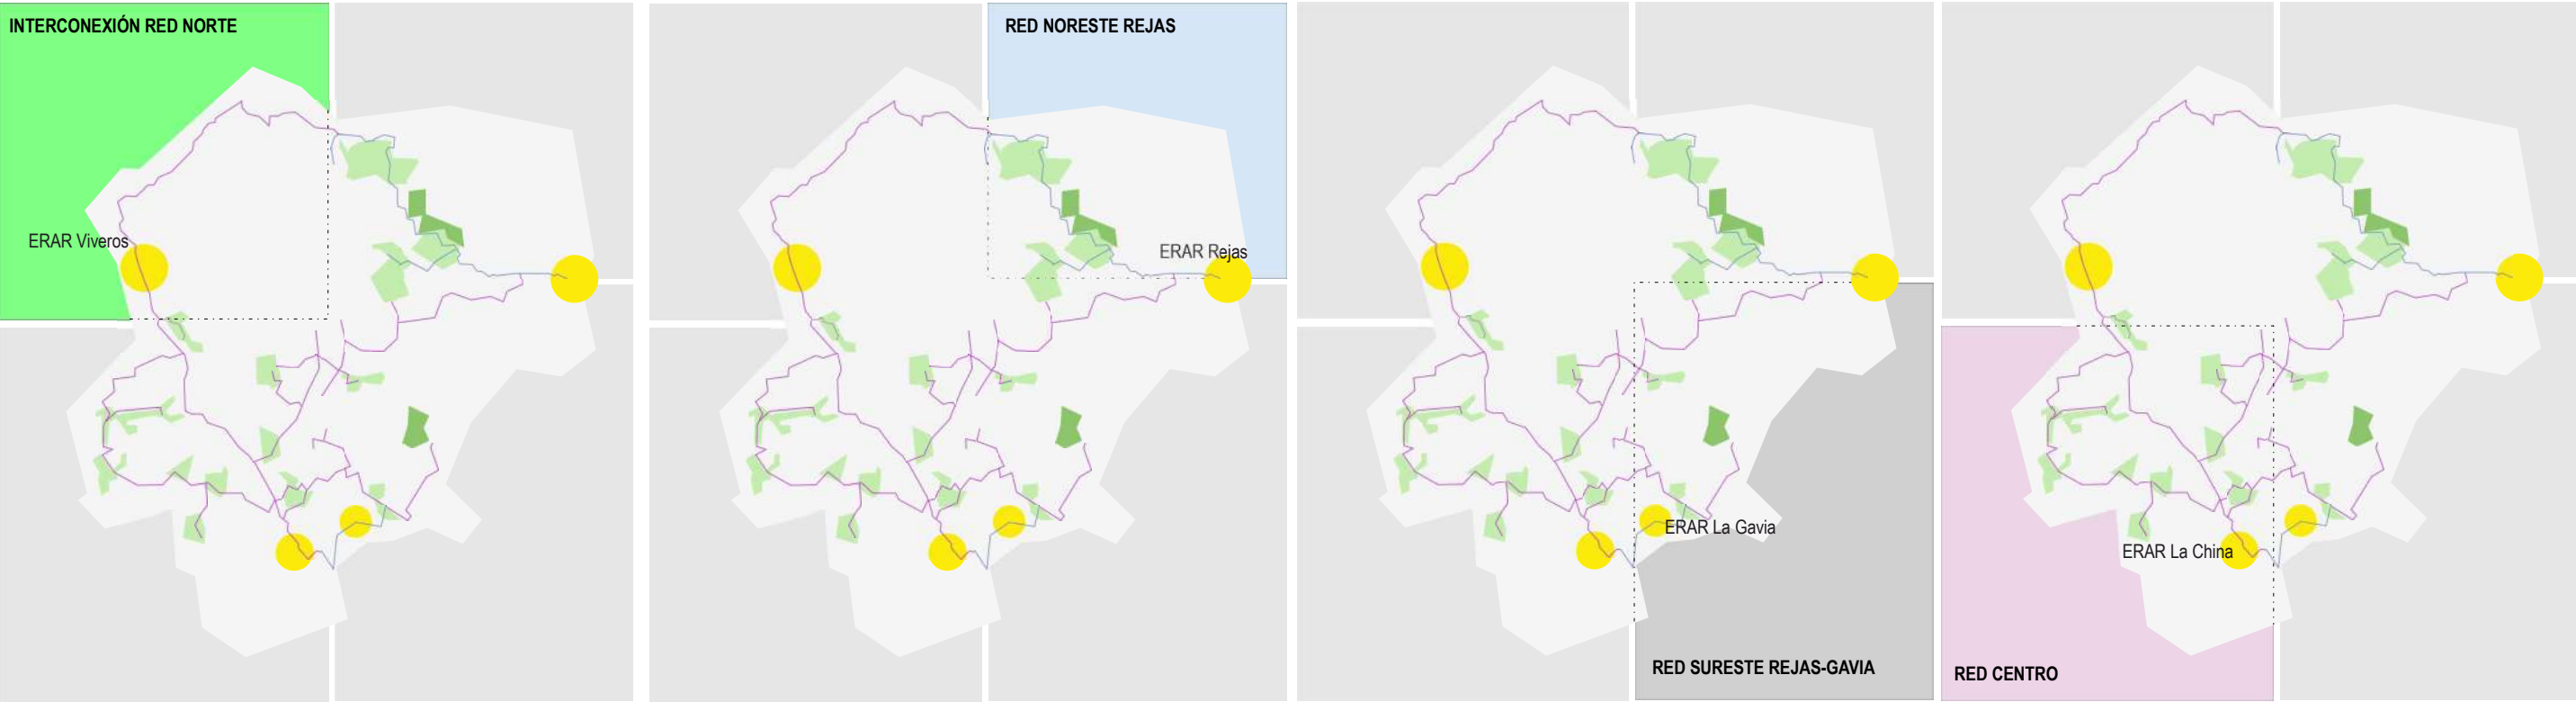 INTERCONEXIÓN RED NORTE
ERAR Viveros
RED NORESTE REJAS
ERAR Rejas
ERAR La Gavia
RED SURESTE REJAS-GAVIA
ERAR La China
RED CENTRO